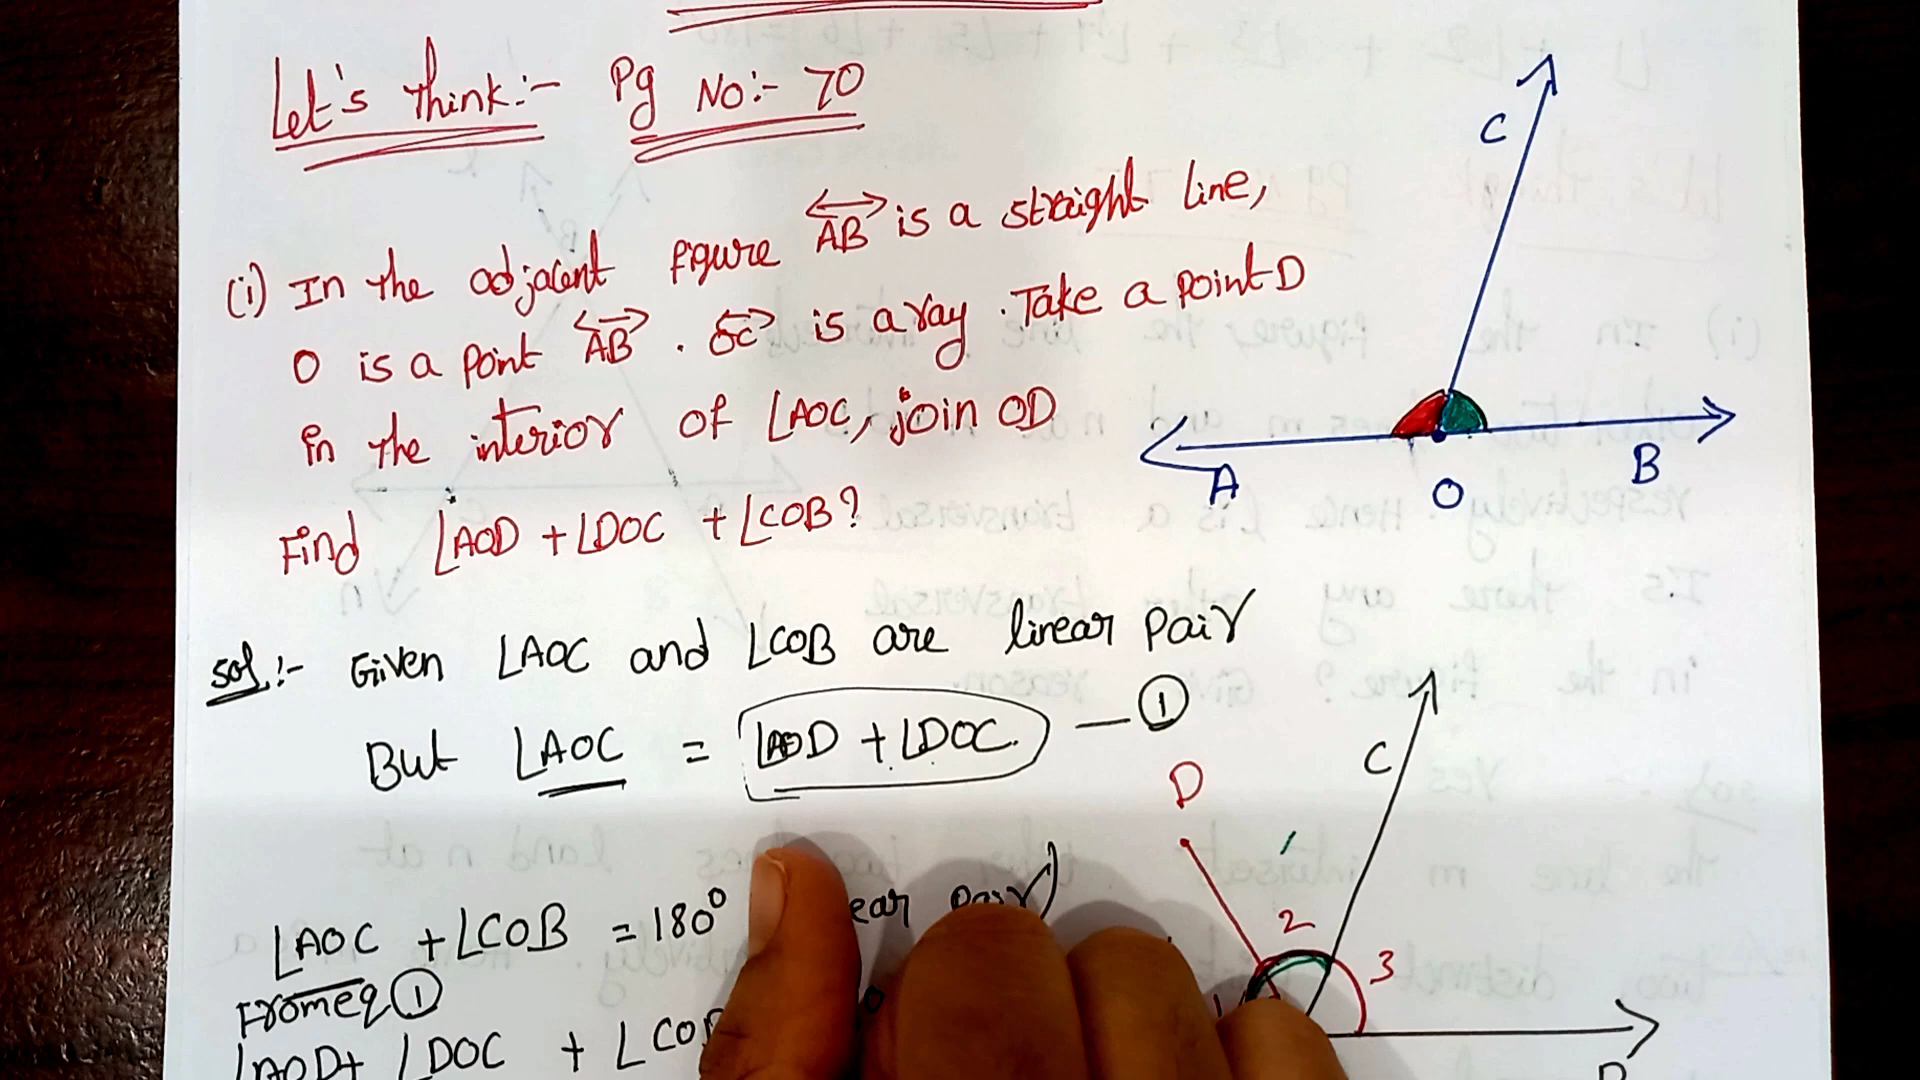 Let's think:- Pg No:- 70
(i) In the adjacent figure AB is a straight line,
O is a point AB . OC is a ray . Take a point D
in the interior of ∠AOC, join OD
Find ∠AOD + ∠DOC + ∠COB?
C
A
O
B
Sol:- Given ∠AOC and ∠COB are linear pair
But ∠AOC = ∠AOD + ∠DOC. — ①
∠AOC + ∠COB = 180°
From eq ①
∠AOD + ∠DOC + ∠COB
D
C
2
3